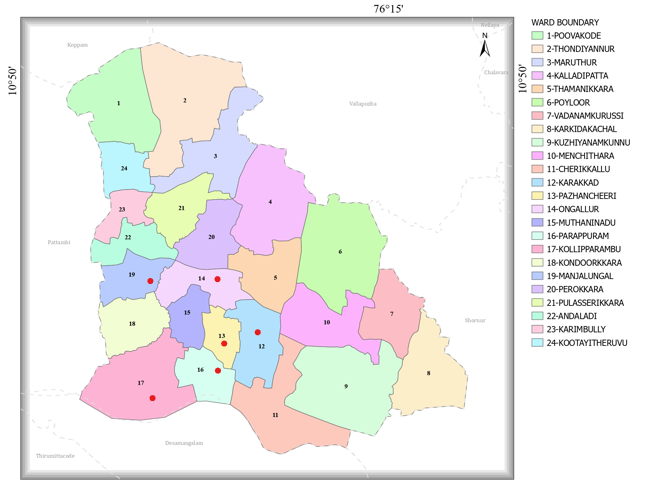 76°15'
10°50'
10°50'
N
Koppam
Vallapuzha
Pattambi
Shornur
Desamangalam
Thirumittacode
1
2
3
4
5
6
7
8
9
10
11
12
13
14
15
16
17
18
19
20
21
22
23
24
WARD BOUNDARY
1-POOVAKODE
2-THONDIYANNUR
3-MARUTHUR
4-KALLADIPATTA
5-THAMANIKKARA
6-POYLOOR
7-VADANAMKURUSSI
8-KARKIDAKACHAL
9-KUZHIYANAMKUNNU
10-MENCHITHARA
11-CHERIKKALLU
12-KARAKKAD
13-PAZHANCHEERI
14-ONGALLUR
15-MUTHANINADU
16-PARAPPURAM
17-KOLLIPPARAMBU
18-KONDOORKKARA
19-MANJALUNGAL
20-PEROKKARA
21-PULASSERIKKARA
22-ANDALADI
23-KARIMBULLY
24-KOOTAYITHERUVU